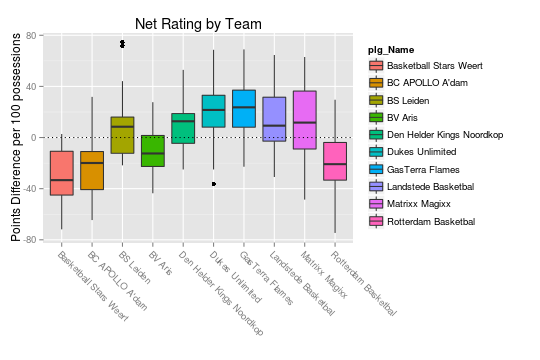 Net Rating by Team
Points Difference per 100 possessions
80
40
0
-40
-80
Basketball Stars Weert
BC APOLLO A'dam
BS Leiden
BV Aris
Den Helder Kings Noordkop
Dukes Unlimited
GasTerra Flames
Landstede Basketbal
Matrixx Magixx
Rotterdam Basketbal
plg_Name
Basketball Stars Weert
BC APOLLO A'dam
BS Leiden
BV Aris
Den Helder Kings Noordkop
Dukes Unlimited
GasTerra Flames
Landstede Basketbal
Matrixx Magixx
Rotterdam Basketbal